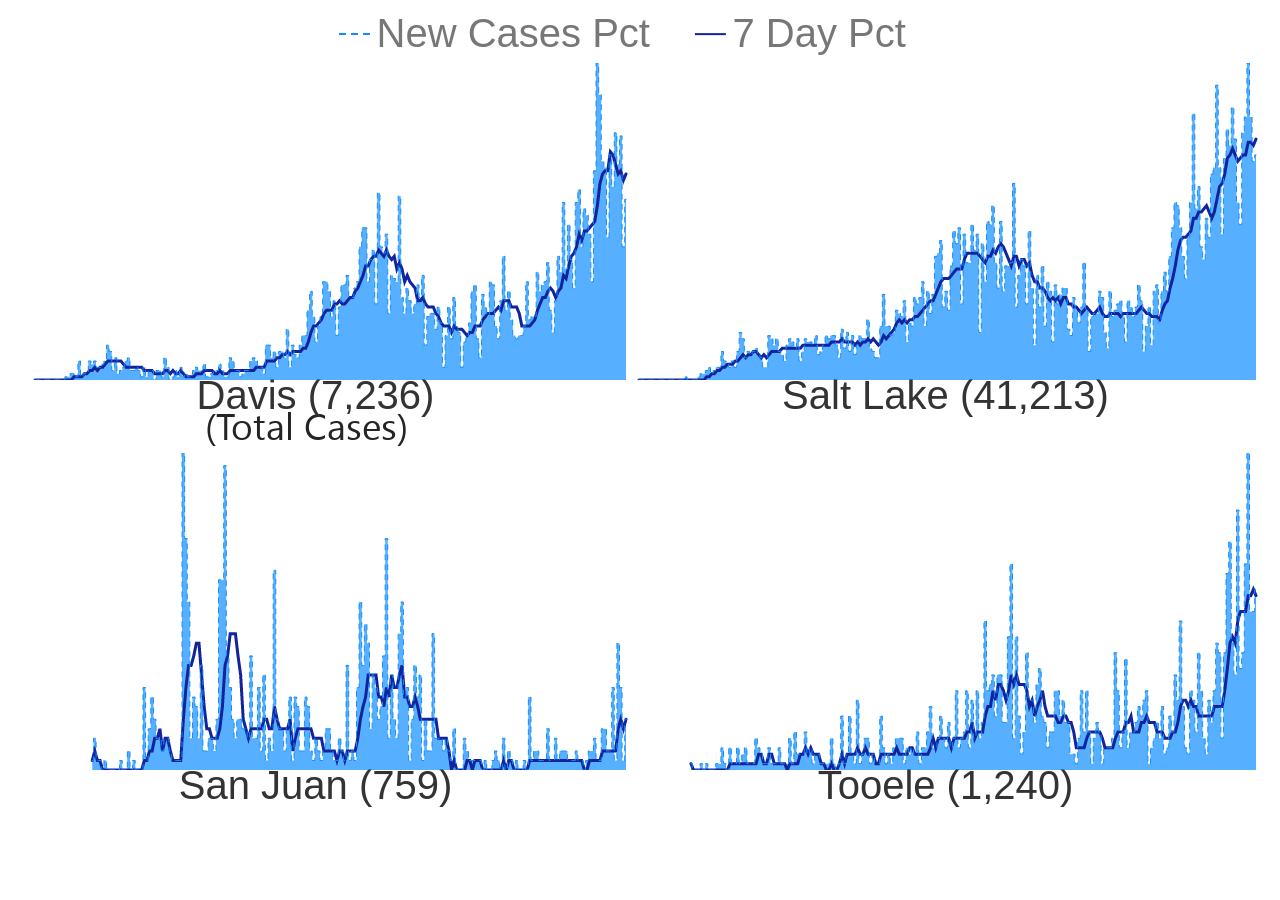 New Cases Pct 7 Day Pct
Davis (7,236) Salt Lake (41,213)
(Total Cases)
San Juan (759) Tooele (1,240)